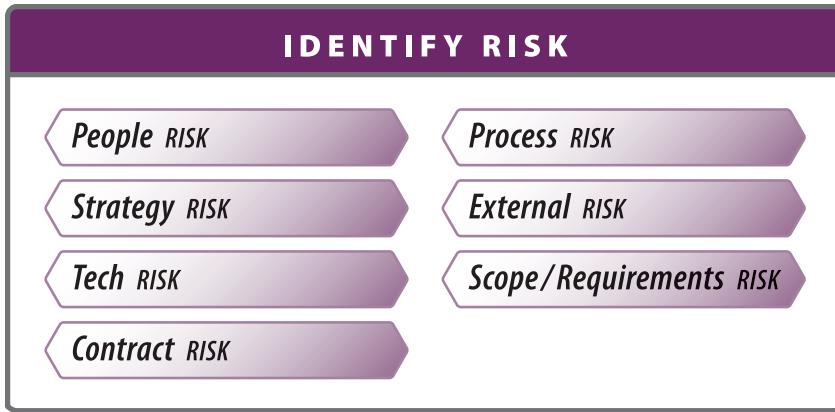 IDENTIFY RISK
People RISK
Strategy RISK
Tech RISK
Contract RISK
Process RISK
External RISK
Scope/Requirements RISK